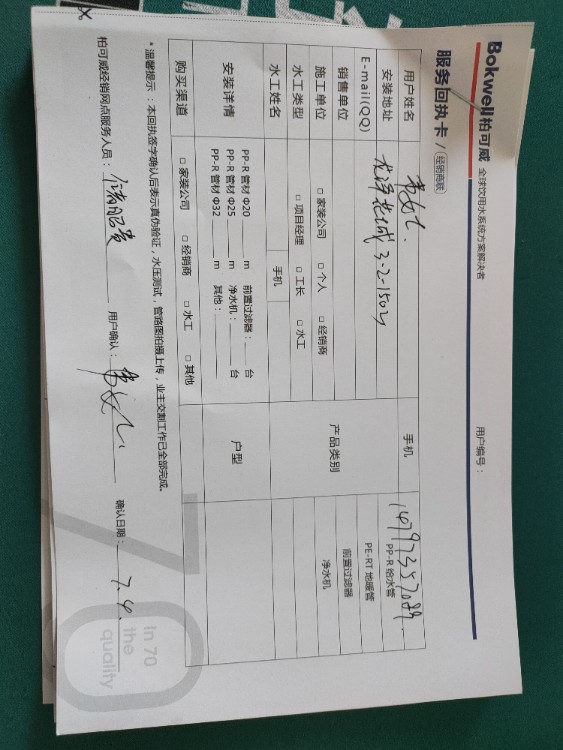 Bokwell柏可威 全球饮用水系统方案解决者
用户编号：
服务回执卡 / 经销商联
用户姓名 手机
安装地址 龙泽花城 3-2-1502 PP-R 给水管
E-mail(QQ) PE-RT 地暖管
销售单位 产品类别 前置过滤器
施工单位 □ 家装公司 □ 个人 □ 经销商 净水机
水工类型 □ 项目经理 □ 工长 □ 水工
水工姓名 手机
安装详情 户型
PP-R 管材 Φ20 m 前置过滤器： 台
PP-R 管材 Φ25 m 净水机： 台
PP-R 管材 Φ32 m 其他：
购买渠道 □ 家装公司 □ 经销商 □ 水工 □ 其他
*温馨提示：本回执签字确认后表示真伪验证，水压测试，管路图拍摄上传，业主交割工作已全部完成。
柏可威经销网点服务人员： 用户确认： 确认日期： 7.4.
In 70
the
quality